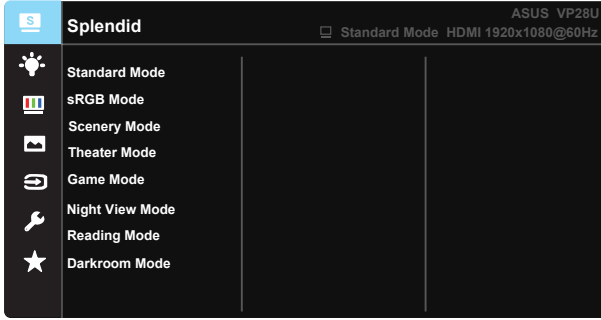 S
Splendid
ASUS VP28U
Standard Mode HDMI 1920x1080@60Hz
Standard Mode
sRGB Mode
Scenery Mode
Theater Mode
Game Mode
Night View Mode
Reading Mode
Darkroom Mode